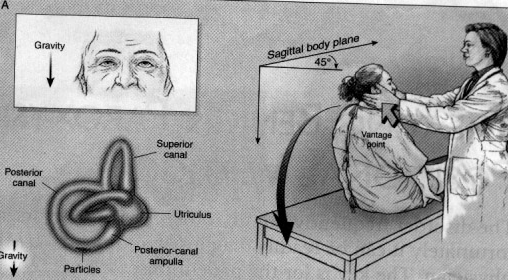 A
Gravity
Sagittal body plane
45°
Vantage
point
Superior
canal
Posterior
canal
Utriculus
Gravity
Posterior-canal
ampulla
Particles